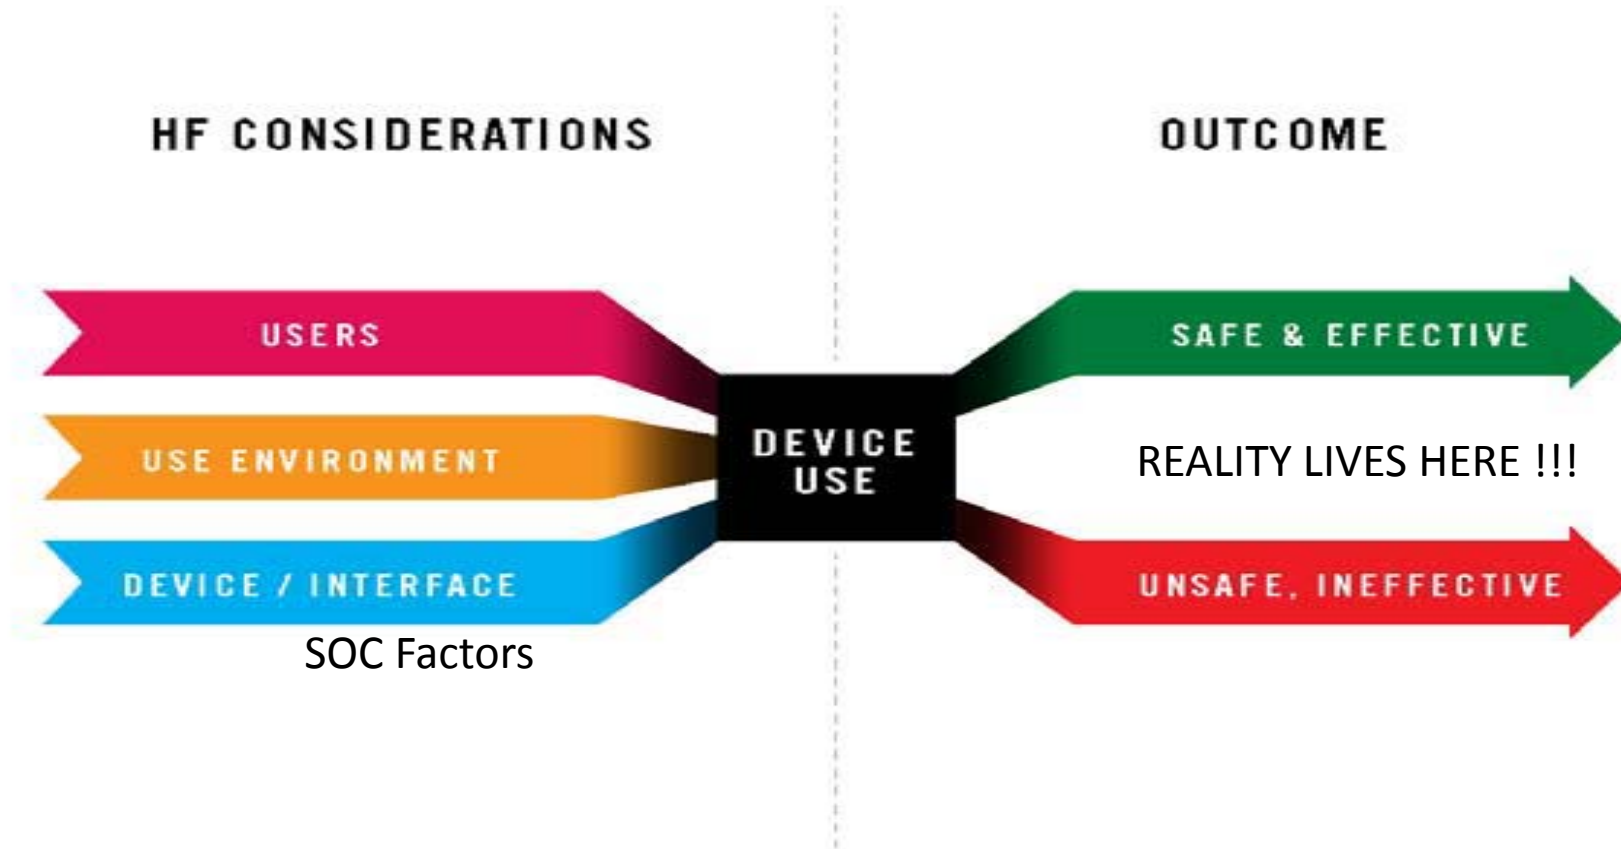 HF CONSIDERATIONS
OUTCOME
USERS
USE ENVIRONMENT
DEVICE / INTERFACE
SOC Factors
DEVICE
USE
SAFE & EFFECTIVE
REALITY LIVES HERE !!!
UNSAFE, INEFFECTIVE